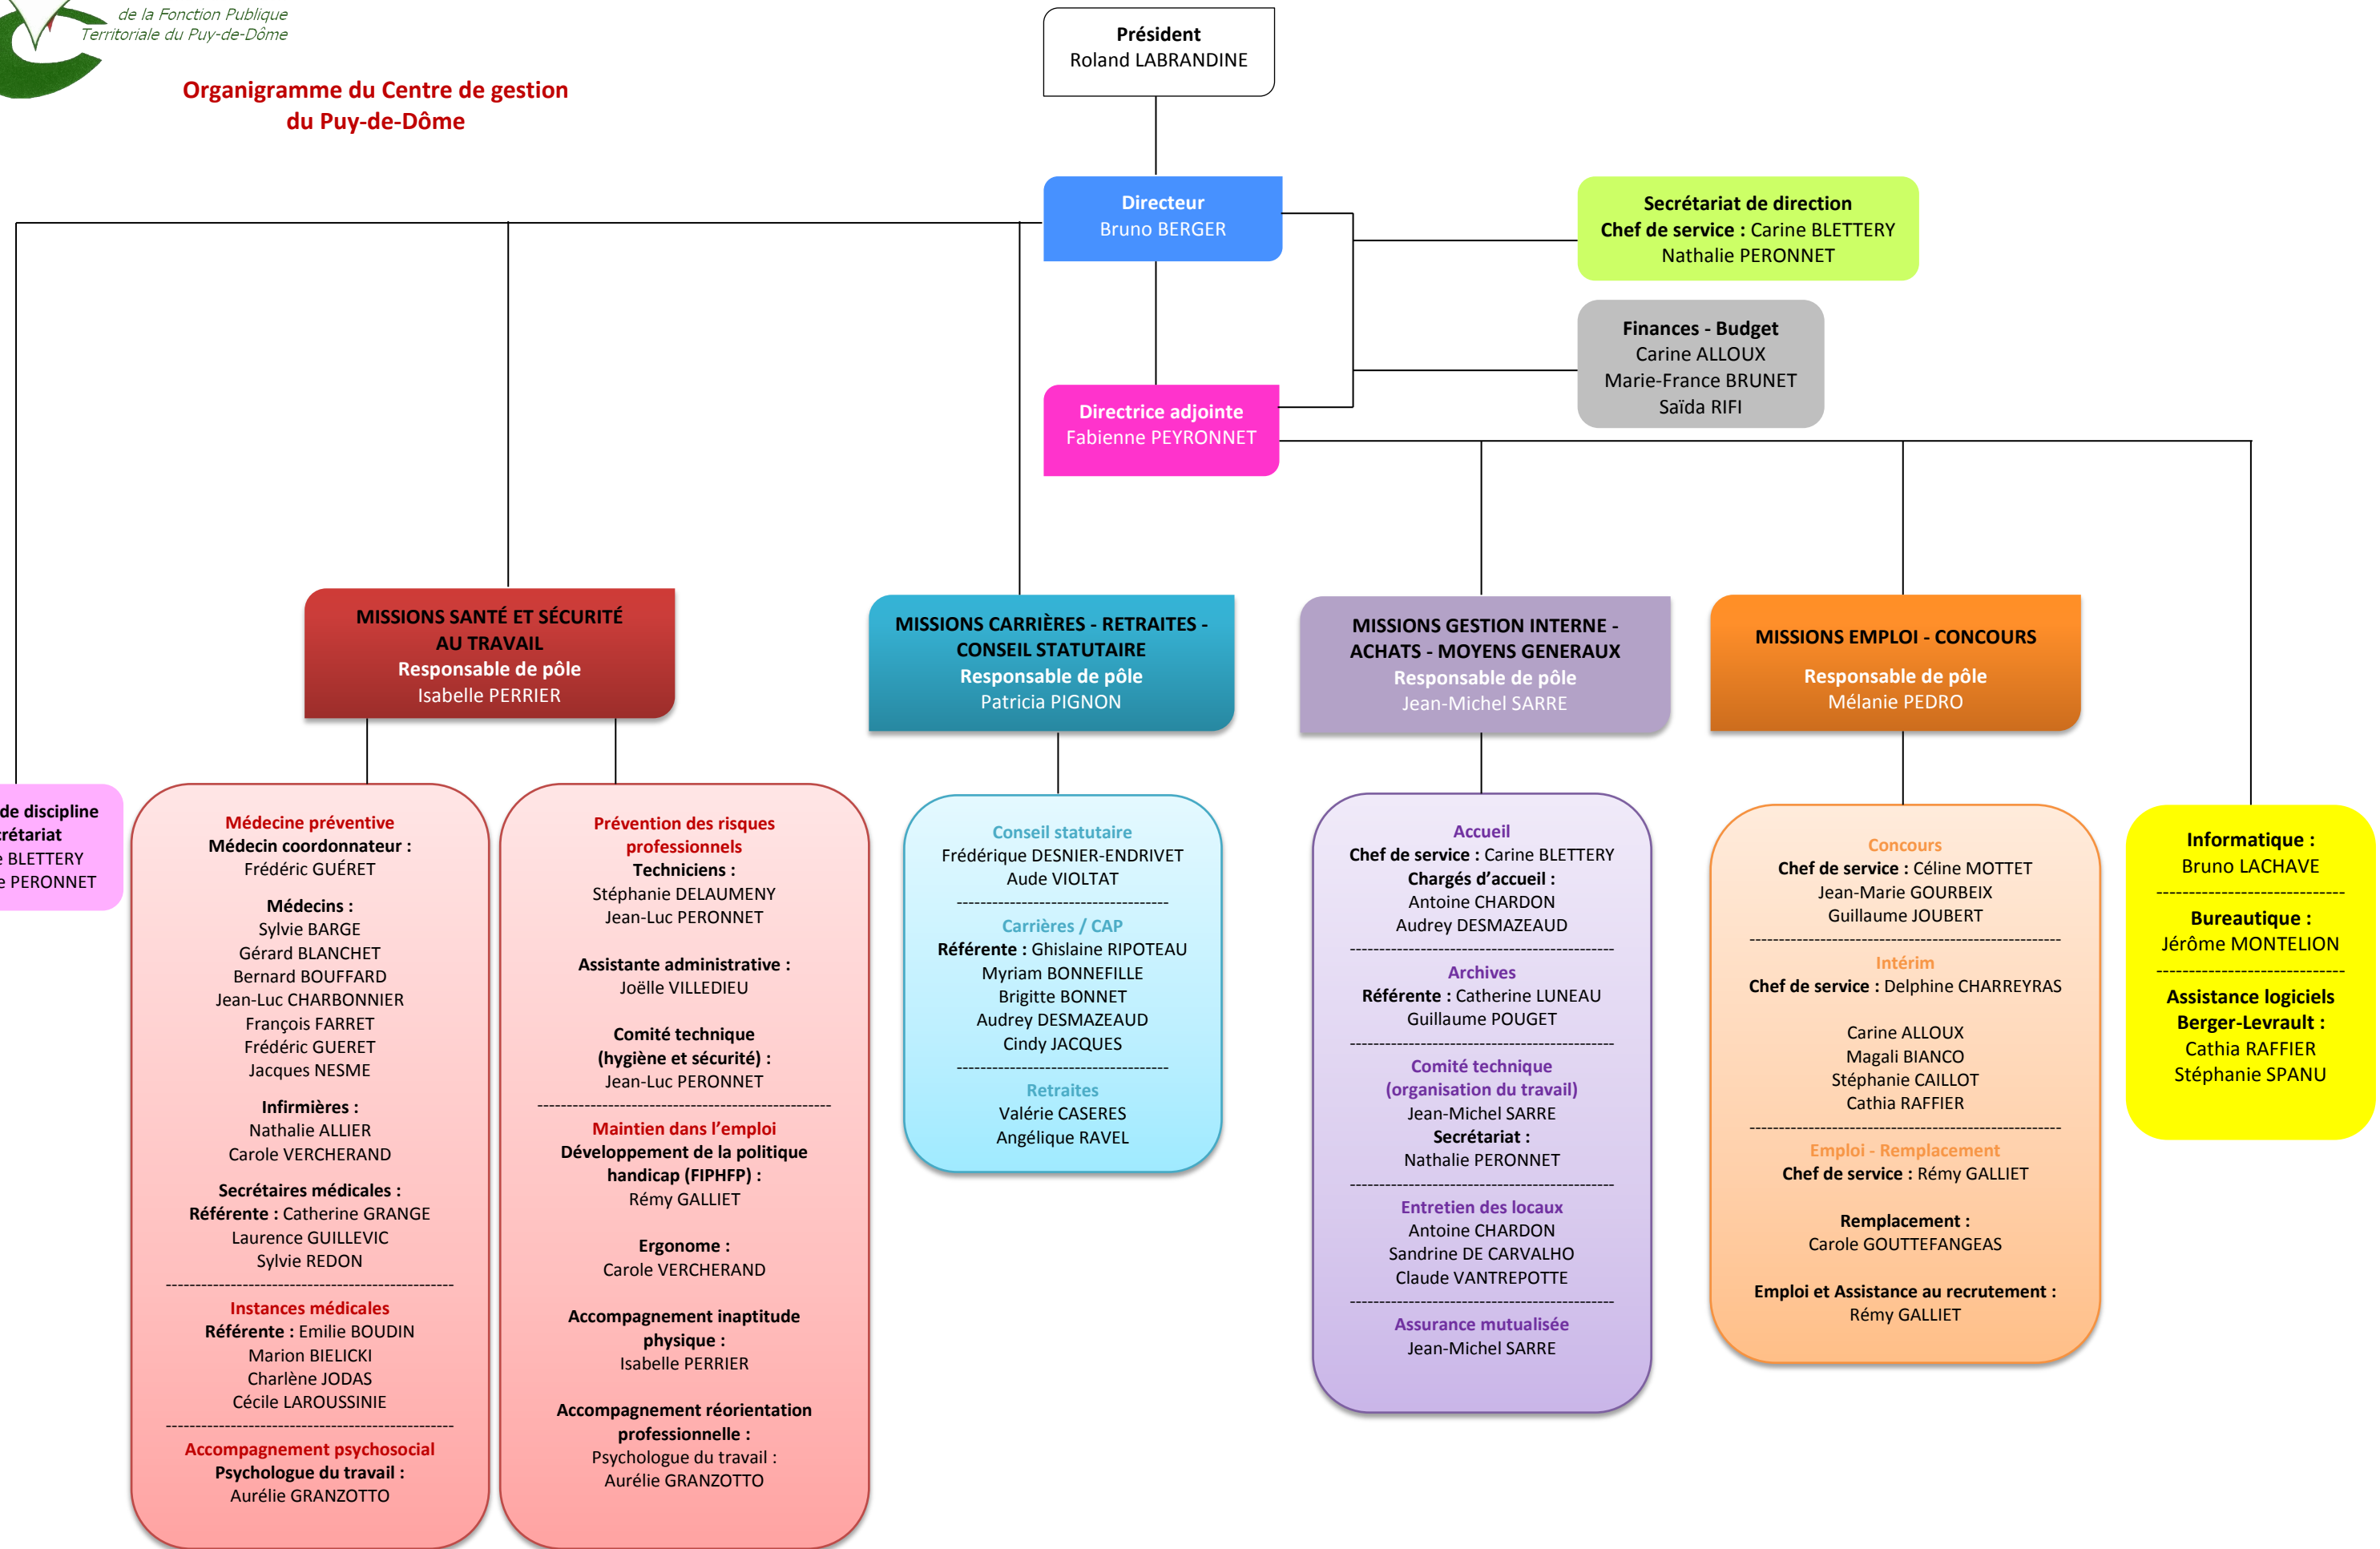 de la Fonction Publique
Territoriale du Puy-de-Dôme
Organigramme du Centre de gestion
du Puy-de-Dôme
Président
Roland LABRANDINE
Directeur
Bruno BERGER
Secrétariat de direction
Chef de service : Carine BLETTERY
Nathalie PERONNET
Finances - Budget
Carine ALLOUX
Marie-France BRUNET
Saïda RIFI
Directrice adjointe
Fabienne PEYRONNET
MISSIONS SANTÉ ET SÉCURITÉ
AU TRAVAIL
Responsable de pôle
Isabelle PERRIER
MISSIONS CARRIÈRES - RETRAITES -
CONSEIL STATUTAIRE
Responsable de pôle
Patricia PIGNON
MISSIONS GESTION INTERNE -
ACHATS - MOYENS GENERAUX
Responsable de pôle
Jean-Michel SARRE
MISSIONS EMPLOI - CONCOURS
Responsable de pôle
Mélanie PEDRO
de discipline
BLETTERY
PERONNET
Médecine préventive
Médecin coordonnateur :
Frédéric GUÉRET
Médecins :
Sylvie BARGE
Gérard BLANCHET
Bernard BOUFFARD
Jean-Luc CHARBONNIER
François FARRET
Frédéric GUERET
Jacques NESME
Infirmières :
Nathalie ALLIER
Carole VERCHERAND
Secrétaires médicales :
Référente : Catherine GRANGE
Laurence GUILLEVIC
Sylvie REDON
------------------------------------------------
Instances médicales
Référente : Emilie BOUDIN
Marion BIELICKI
Charlène JODAS
Cécile LAROUSSINIE
------------------------------------------------
Accompagnement psychosocial
Psychologue du travail :
Aurélie GRANZOTTO
Prévention des risques
professionnels
Techniciens :
Stéphanie DELAUMENY
Jean-Luc PERONNET
Assistante administrative :
Joëlle VILLEDIEU
Comité technique
(hygiène et sécurité) :
Jean-Luc PERONNET
-------------------------------------------------
Maintien dans l’emploi
Développement de la politique
handicap (FIPHFP) :
Rémy GALLIET
Ergonome :
Carole VERCHERAND
Accompagnement inaptitude
physique :
Isabelle PERRIER
Accompagnement réorientation
professionnelle :
Psychologue du travail :
Aurélie GRANZOTTO
Conseil statutaire
Frédérique DESNIER-ENDRIVET
Aude VIOLTAT
------------------------------------
Carrières / CAP
Référente : Ghislaine RIPOTEAU
Myriam BONNEFILLE
Brigitte BONNET
Audrey DESMAZEAUD
Cindy JACQUES
------------------------------------
Retraites
Valérie CASERES
Angélique RAVEL
Accueil
Chef de service : Carine BLETTERY
Chargés d’accueil :
Antoine CHARDON
Audrey DESMAZEAUD
---------------------------------------------
Archives
Référente : Catherine LUNEAU
Guillaume POUGET
---------------------------------------------
Comité technique
(organisation du travail)
Jean-Michel SARRE
Secrétariat :
Nathalie PERONNET
---------------------------------------------
Entretien des locaux
Antoine CHARDON
Sandrine DE CARVALHO
Claude VANTREPOTTE
---------------------------------------------
Assurance mutualisée
Jean-Michel SARRE
Concours
Chef de service : Céline MOTTET
Jean-Marie GOURBEIX
Guillaume JOUBERT
-----------------------------------------------------
Intérim
Chef de service : Delphine CHARREYRAS
Carine ALLOUX
Magali BIANCO
Stéphanie CAILLOT
Cathia RAFFIER
-----------------------------------------------------
Emploi - Remplacement
Chef de service : Rémy GALLIET
Remplacement :
Carole GOUTTEFANGEAS
Emploi et Assistance au recrutement :
Rémy GALLIET
Informatique :
Bruno LACHAVE
-----------------------------
Bureautique :
Jérôme MONTELION
-----------------------------
Assistance logiciels
Berger-Levrault :
Cathia RAFFIER
Stéphanie SPANU